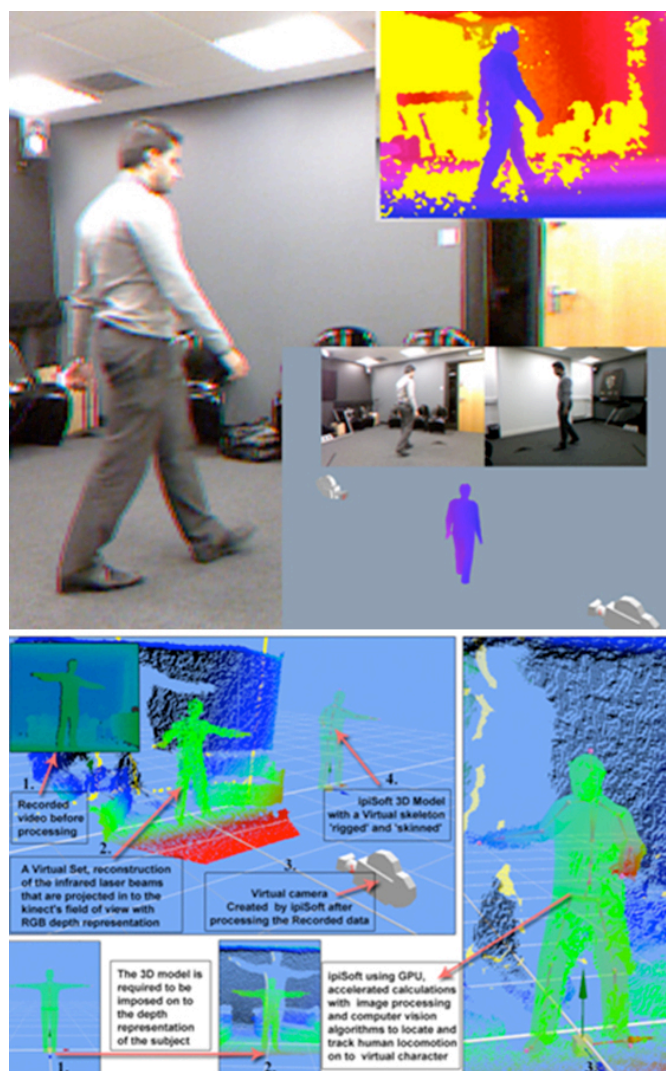 1.
Recorded
video before
processing
2.
A Virtual Set, reconstruction
of the infrared laser beams
that are projected in to the
kinect's field of view with
RGB depth representation
3.
Virtual camera
Created by ipiSoft after
processing the Recorded data
4.
ipiSoft 3D Model
with a Virtual skeleton
'rigged' and 'skinned'
The 3D model is
required to be
imposed on to
the depth
representation
of the subject
1.
2.
ipiSoft using GPU,
accelerated calculations
with image processing
and computer vision
algorithms to locate and
track human locomotion
on to virtual character
3.